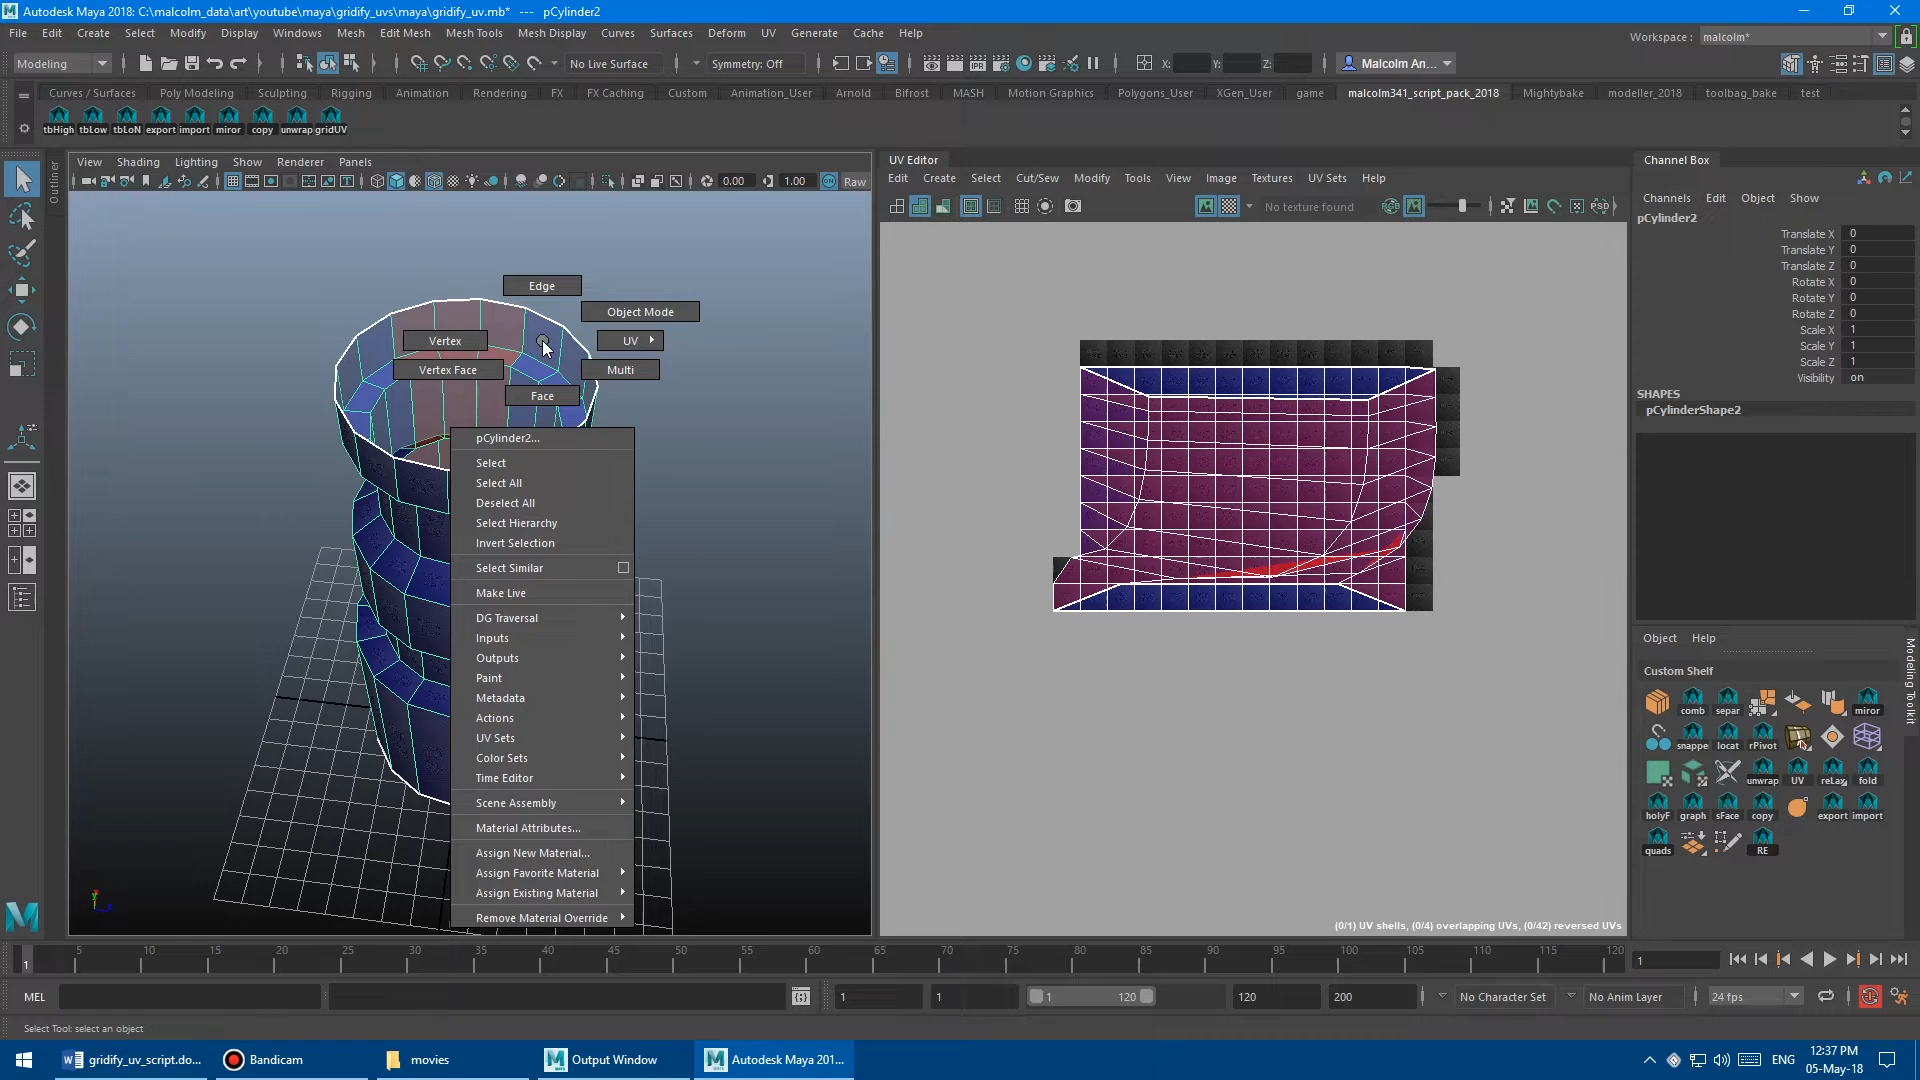 Autodesk Maya 2018: C:\malcolm_data\art\youtube\maya\gridify_uvs\maya\gridify_uv.mb* --- pCylinder2
File Edit Create Select Modify Display Windows Mesh Edit Mesh Mesh Tools Mesh Display Curves Surfaces Deform UV Generate Cache Help
Workspace : malcolm*
Modeling No Live Surface Symmetry: Off X: Y: Z: Malcolm An...
Curves / Surfaces Poly Modeling Sculpting Rigging Animation Rendering FX FX Caching Custom Animation_User Arnold Bifrost MASH Motion Graphics Polygons_User XGen_User game malcolm341_script_pack_2018 Mightybake modeller_2018 toolbag_bake test
tbHigh tbLow tbLoN export import miror copy unwrap gridUV
Outliner
View Shading Lighting Show Renderer Panels
0.00 1.00 Raw
UV Editor
Edit Create Select Cut/Sew Modify Tools View Image Textures UV Sets Help
No texture found
RGB
PSD
Channel Box
Channels Edit Object Show
pCylinder2
Translate X 0
Translate Y 0
Translate Z 0
Rotate X 0
Rotate Y 0
Rotate Z 0
Scale X 1
Scale Y 1
Scale Z 1
Visibility on
SHAPES
pCylinderShape2
Edge
Object Mode
Vertex
UV
Vertex Face
Multi
Face
pCylinder2...
Select
Select All
Deselect All
Select Hierarchy
Invert Selection
Select Similar
Make Live
DG Traversal
Inputs
Outputs
Paint
Metadata
Actions
UV Sets
Color Sets
Time Editor
Scene Assembly
Material Attributes...
Assign New Material...
Assign Favorite Material
Assign Existing Material
Remove Material Override
Object Help
Modeling Toolkit
Custom Shelf
comb separ miror
snappe locat rPivot
unwrap UV relax fold
holyF graph sFace copy export import
quads RE
(0/1) UV shells, (0/4) overlapping UVs, (0/42) reversed UVs
1 5 10 15 20 25 30 35 40 45 50 55 60 65 70 75 80 85 90 95 100 105 110 115 120
1
MEL
1 1 1 120 120 200 No Character Set No Anim Layer 24 fps
Select Tool: select an object
gridify_uv_script.do... Bandicam movies Output Window Autodesk Maya 201...
ENG
12:37 PM
05-May-18